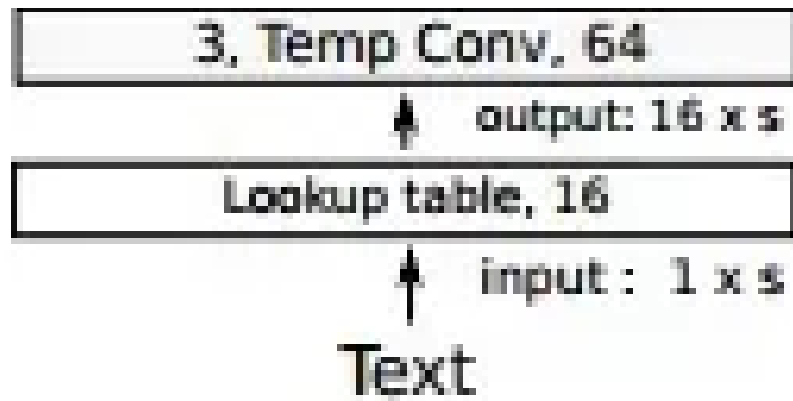 3, Temp Conv, 64
output: 16 x s
Lookup table, 16
input : 1 x s
Text